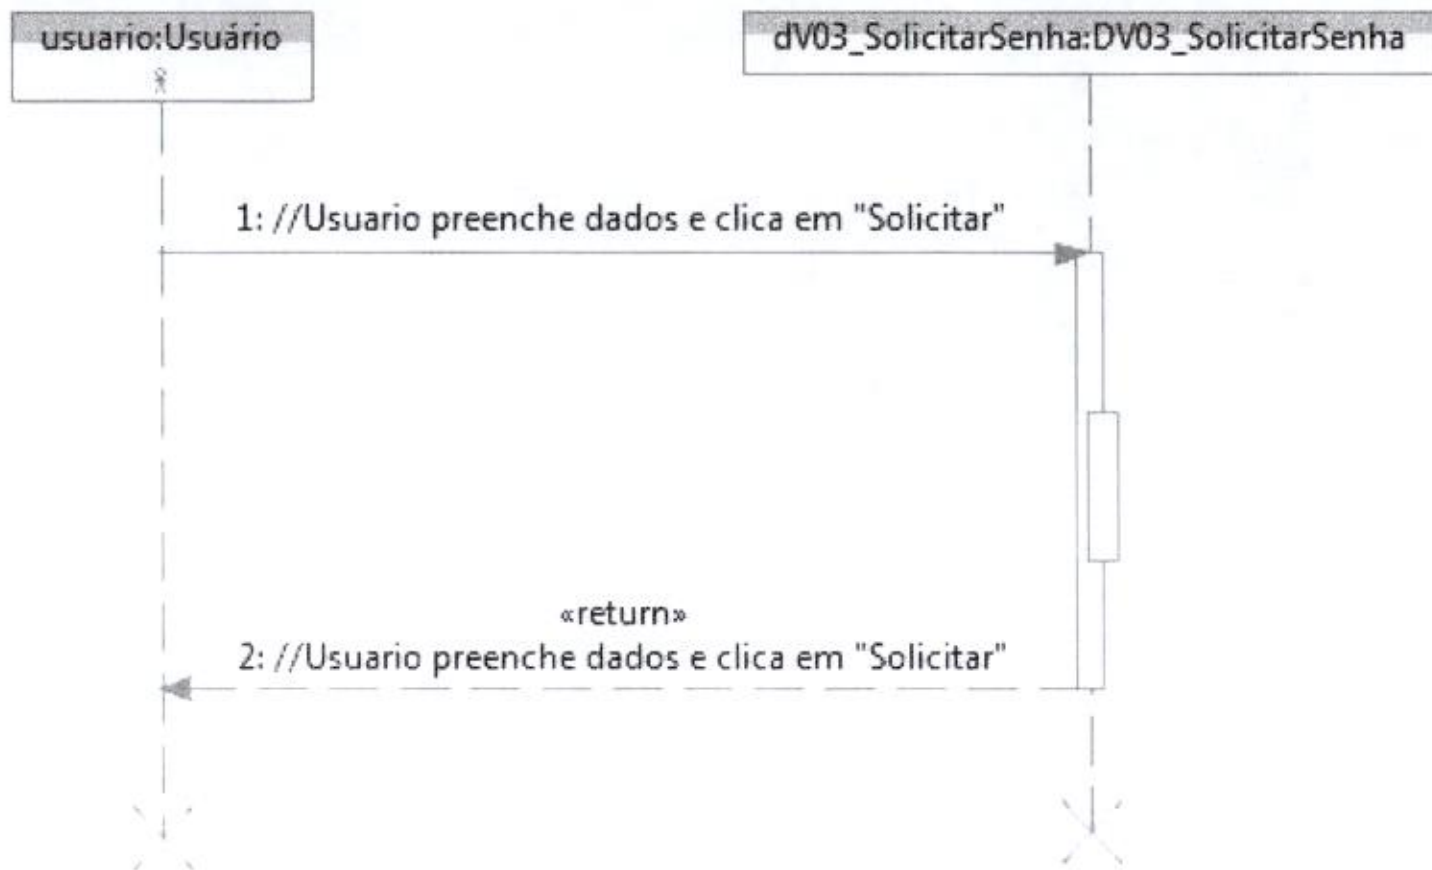 usuario:Usuário
dV03_SolicitarSenha:DV03_SolicitarSenha
1: //Usuario preenche dados e clica em "Solicitar"
«return»
2: //Usuario preenche dados e clica em "Solicitar"